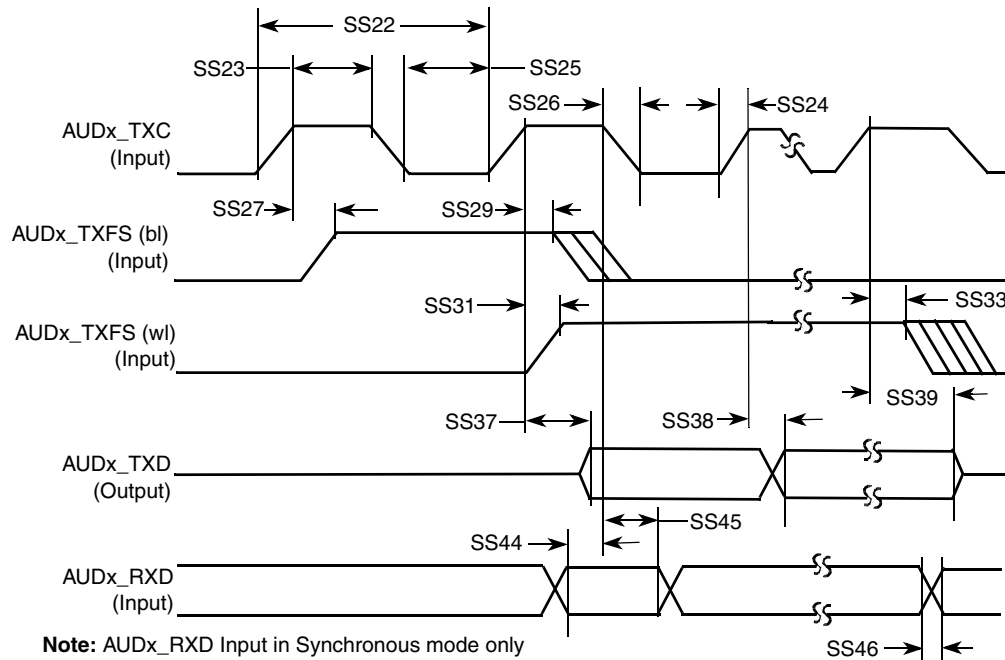 SS22
SS23
SS25
SS26
SS24
AUDx_TXC
(Input)
SS27
SS29
AUDx_TXFS (bl)
(Input)
SS31
SS33
AUDx_TXFS (wl)
(Input)
SS39
SS37
SS38
AUDx_TXD
(Output)
SS45
SS44
AUDx_RXD
(Input)
Note: AUDx_RXD Input in Synchronous mode only
SS46